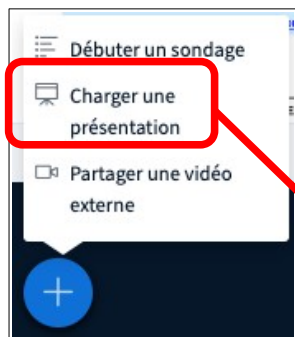 Débuter un sondage
Charger une
présentation
Partager une vidéo
externe